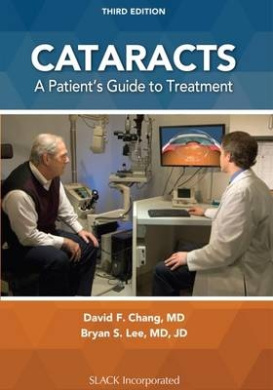 THIRD EDITION
CATARACTS
A Patient's Guide to Treatment
David F. Chang, MD
Bryan S. Lee, MD, JD
SLACK Incorporated